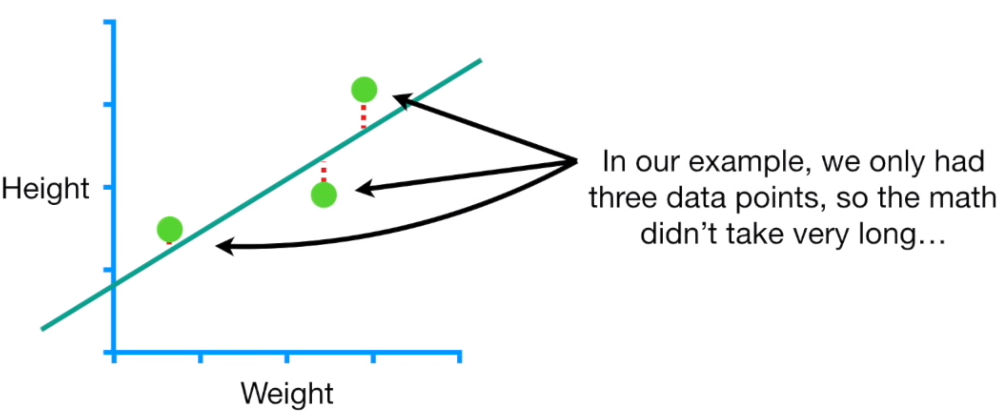 Height
In our example, we only had
three data points, so the math
didn’t take very long…
Weight